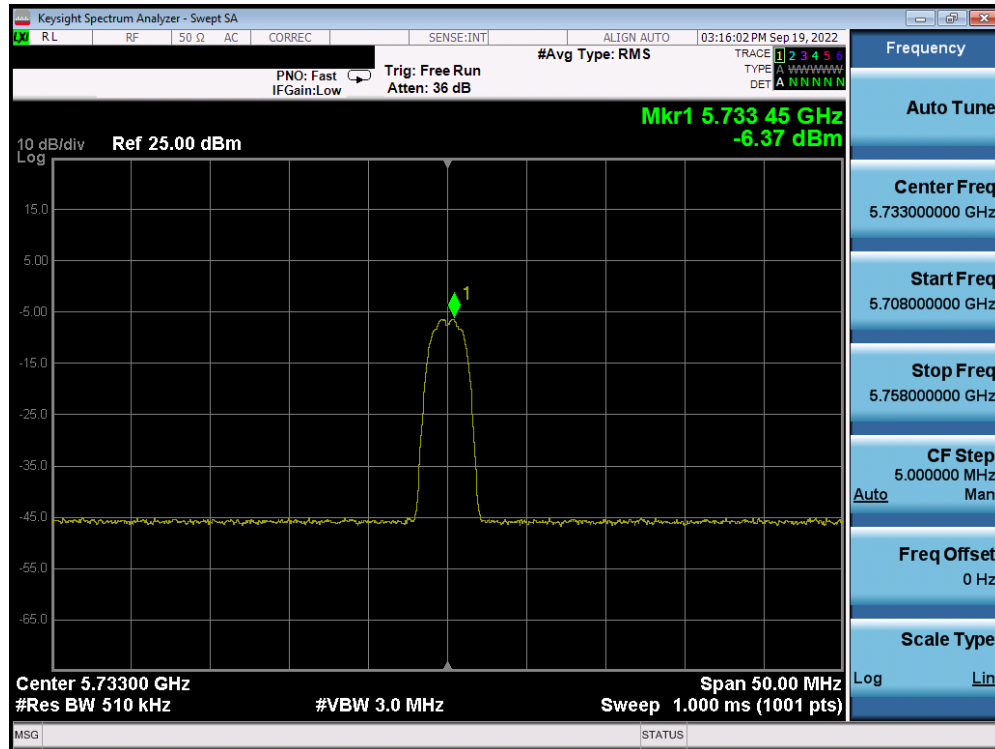 Keysight Spectrum Analyzer - Swept SA
LXI RL RF 50 Ω AC CORREC SENSE:INT ALIGN AUTO 03:16:02 PM Sep 19, 2022
#Avg Type: RMS
TRACE 1 2 3 4 5 6
TYPE A WWWWW
DET A N N N N N
PNO: Fast
IFGain:Low
Trig: Free Run
Atten: 36 dB
Mkr1 5.733 45 GHz
-6.37 dBm
10 dB/div
Log
Ref 25.00 dBm
15.0
5.00
-5.00
-15.0
-25.0
-35.0
-45.0
-55.0
-65.0
1
Center 5.73300 GHz
#Res BW 510 kHz
#VBW 3.0 MHz
Span 50.00 MHz
Sweep 1.000 ms (1001 pts)
MSG STATUS
Frequency
Auto Tune
Center Freq
5.733000000 GHz
Start Freq
5.708000000 GHz
Stop Freq
5.758000000 GHz
CF Step
5.000000 MHz
Auto Man
Freq Offset
0 Hz
Scale Type
Log Lin